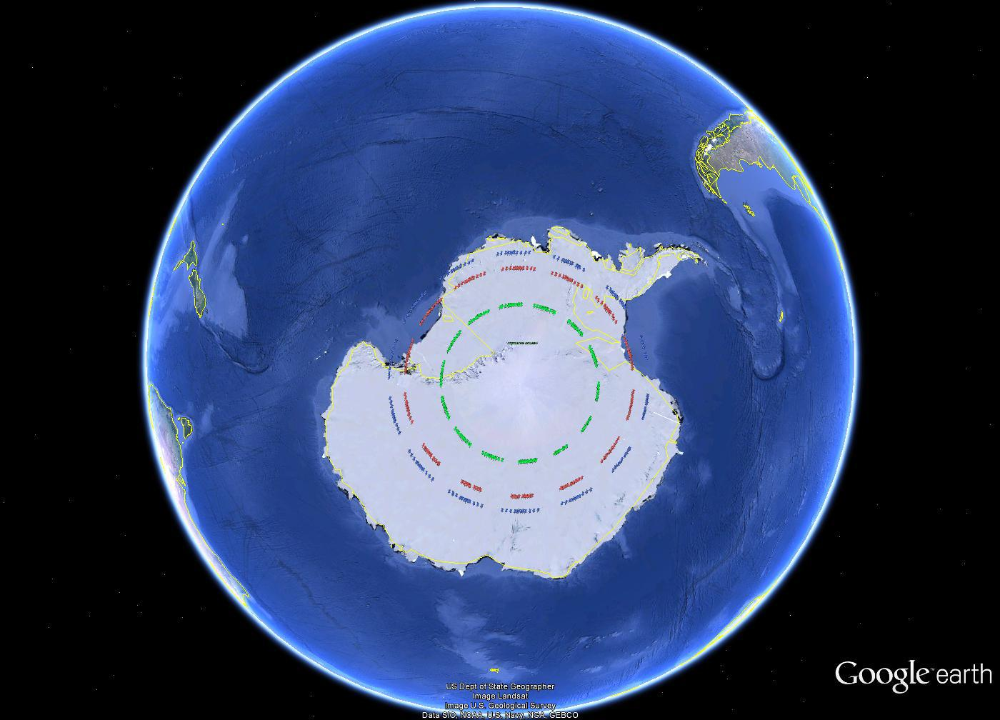 Google earth
US Dept of State Geographer
Image Landsat
Image U.S. Geological Survey
Data SIO, NOAA, U.S. Navy, NGA, GEBCO